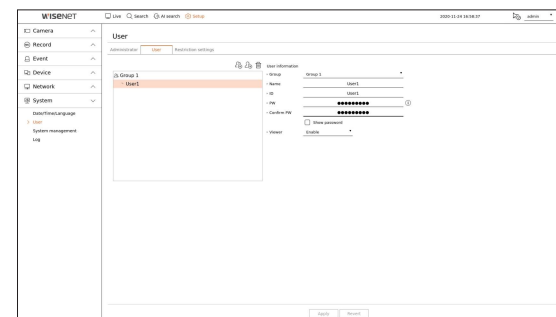 WISENET Live Search AI search Setup 2020-11-24 16:58:37 admin
Camera
Record
Event
Device
Network
System
Date/Time/Language
User
System management
Log
User
Administrator User Restriction settings
Group 1
User1
User Information
Group Group 1
Name User1
ID User1
PW ●●●●●●●●●
Confirm PW ●●●●●●●●●
Show password
Viewer Enable
Apply Revert